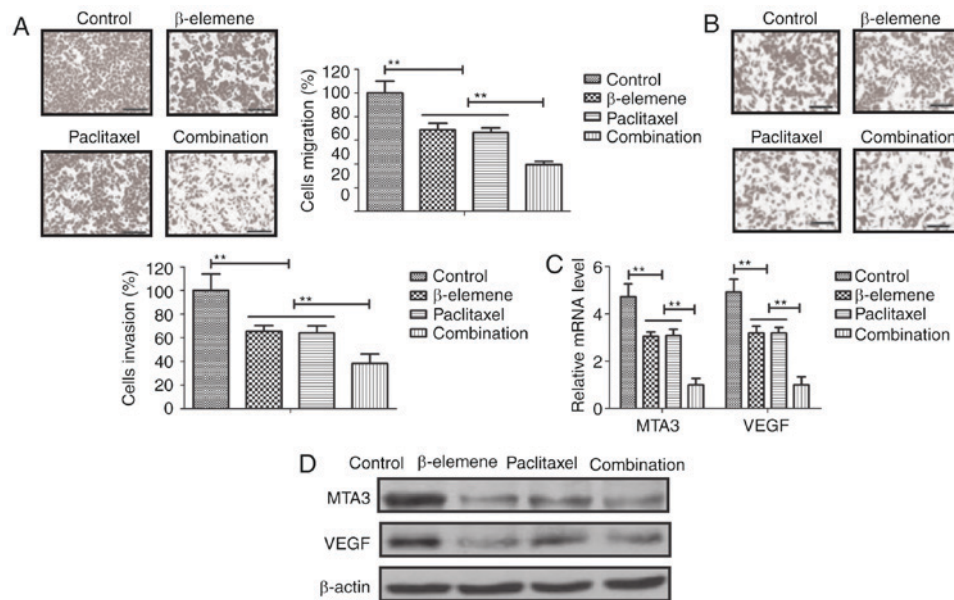 A
Control
β-elemene
Paclitaxel
Combination
Cells migration (%)
120
100
80
60
40
20
0
**
**
Control
β-elemene
Paclitaxel
Combination
B
Control
β-elemene
Paclitaxel
Combination
Cells invasion (%)
120
100
80
60
40
20
0
**
**
Control
β-elemene
Paclitaxel
Combination
C
Relative mRNA level
6
4
2
0
**
**
**
**
MTA3
VEGF
Control
β-elemene
Paclitaxel
Combination
D
Control β-elemene Paclitaxel Combination
MTA3
VEGF
β-actin